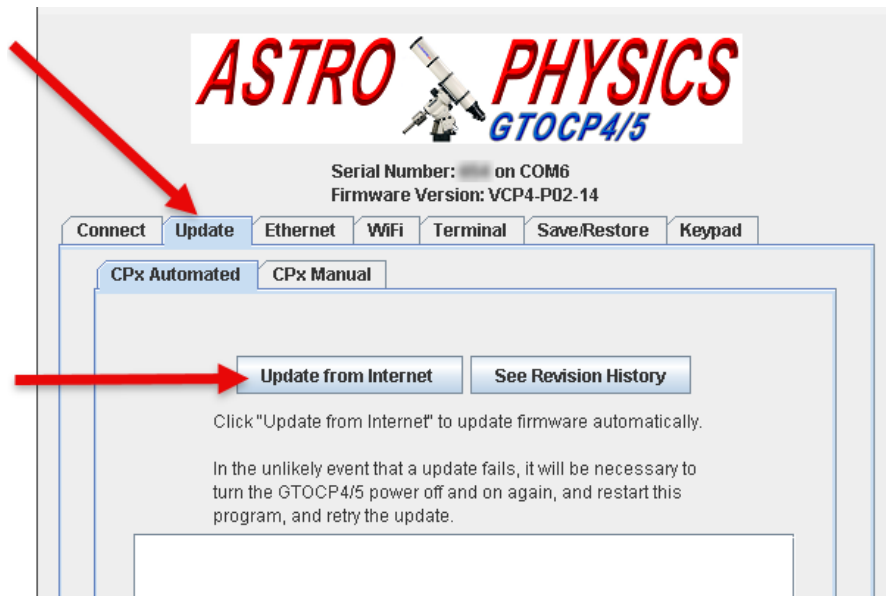 ASTRO PHYSICS
GTOCP4/5
Serial Number: on COM6
Firmware Version: VCP4-P02-14
Connect Update Ethernet WiFi Terminal Save/Restore Keypad
CPx Automated CPx Manual
Update from Internet See Revision History
Click "Update from Internet" to update firmware automatically.
In the unlikely event that a update fails, it will be necessary to
turn the GTOCP4/5 power off and on again, and restart this
program, and retry the update.